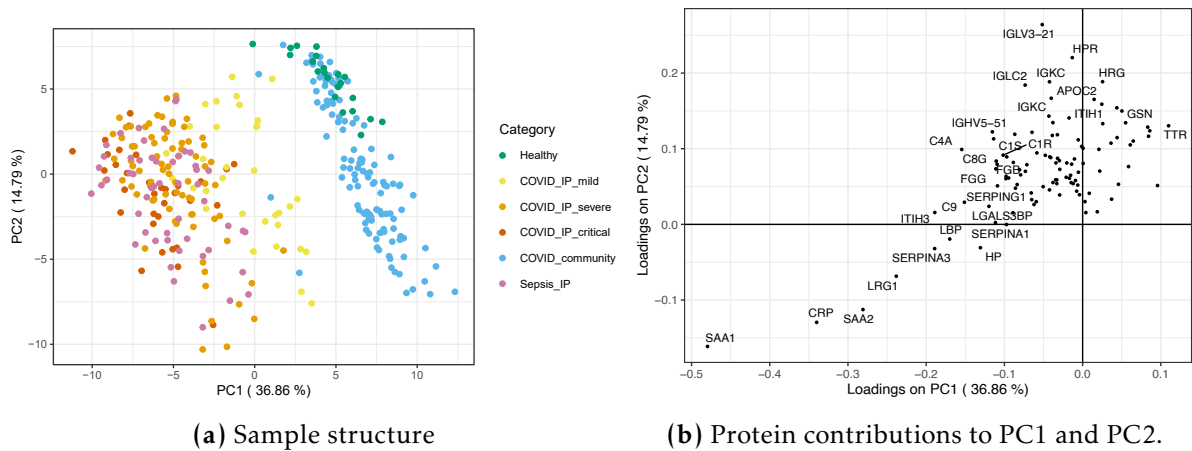 5
0
−5
−10
PC2 ( 14.79 %)
−10
−5
0
5
10
PC1 ( 36.86 %)
Category
Healthy
COVID_IP_mild
COVID_IP_severe
COVID_IP_critical
COVID_community
Sepsis_IP
(a) Sample structure
0.2
0.1
0.0
−0.1
Loadings on PC2 ( 14.79 %)
IGLV3−21
HPR
IGLC2
IGKC
HRG
APOC2
IGKC
ITIH1
GSN
IGHV5−51
TTR
C4A
C1S
C1R
C8G
FGB
FGG
SERPING1
C9
ITIH3
LGALS3BP
LBP
SERPINA1
SERPINA3
HP
LRG1
CRP
SAA2
SAA1
−0.5
−0.4
−0.3
−0.2
−0.1
0.0
0.1
Loadings on PC1 ( 36.86 %)
(b) Protein contributions to PC1 and PC2.